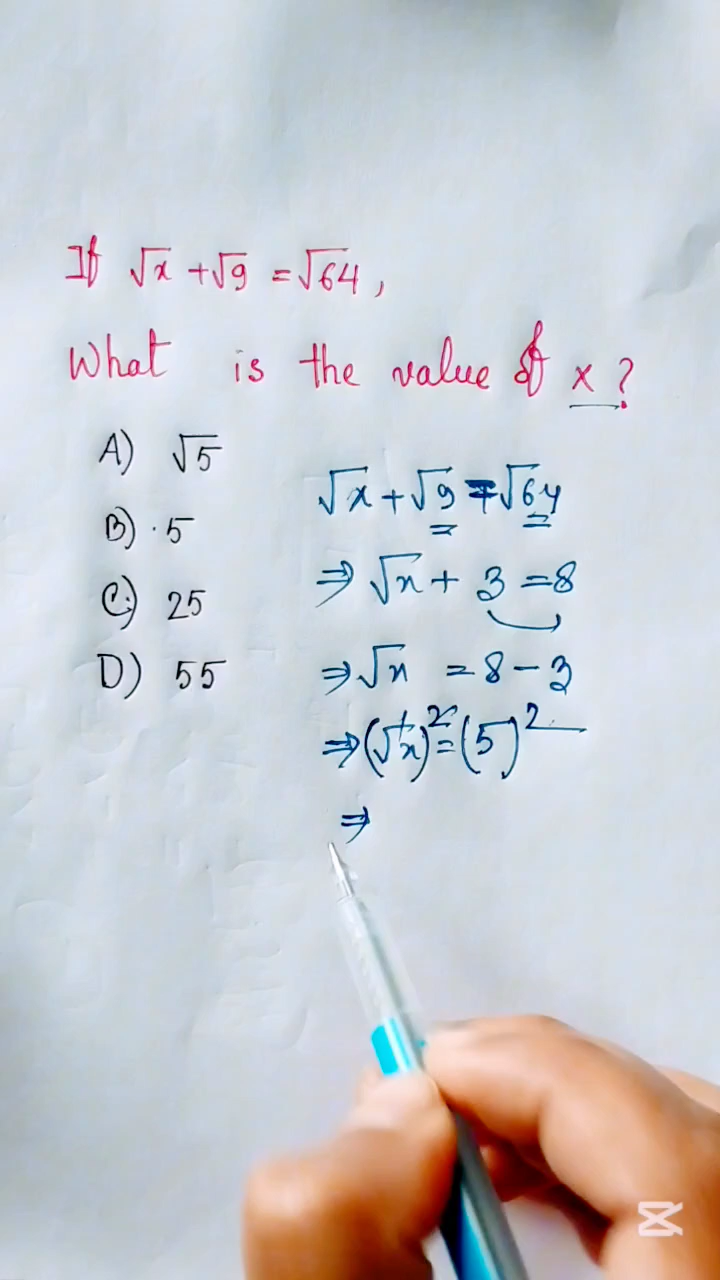 If √x + √9 = √64,
What is the value of x ?
A) √5
B) 5
C) 25
D) 55
√x + √9 = √64
⇒ √x + 3 = 8
⇒ √x = 8 - 3
⇒ (√x)² = (5)²
⇒